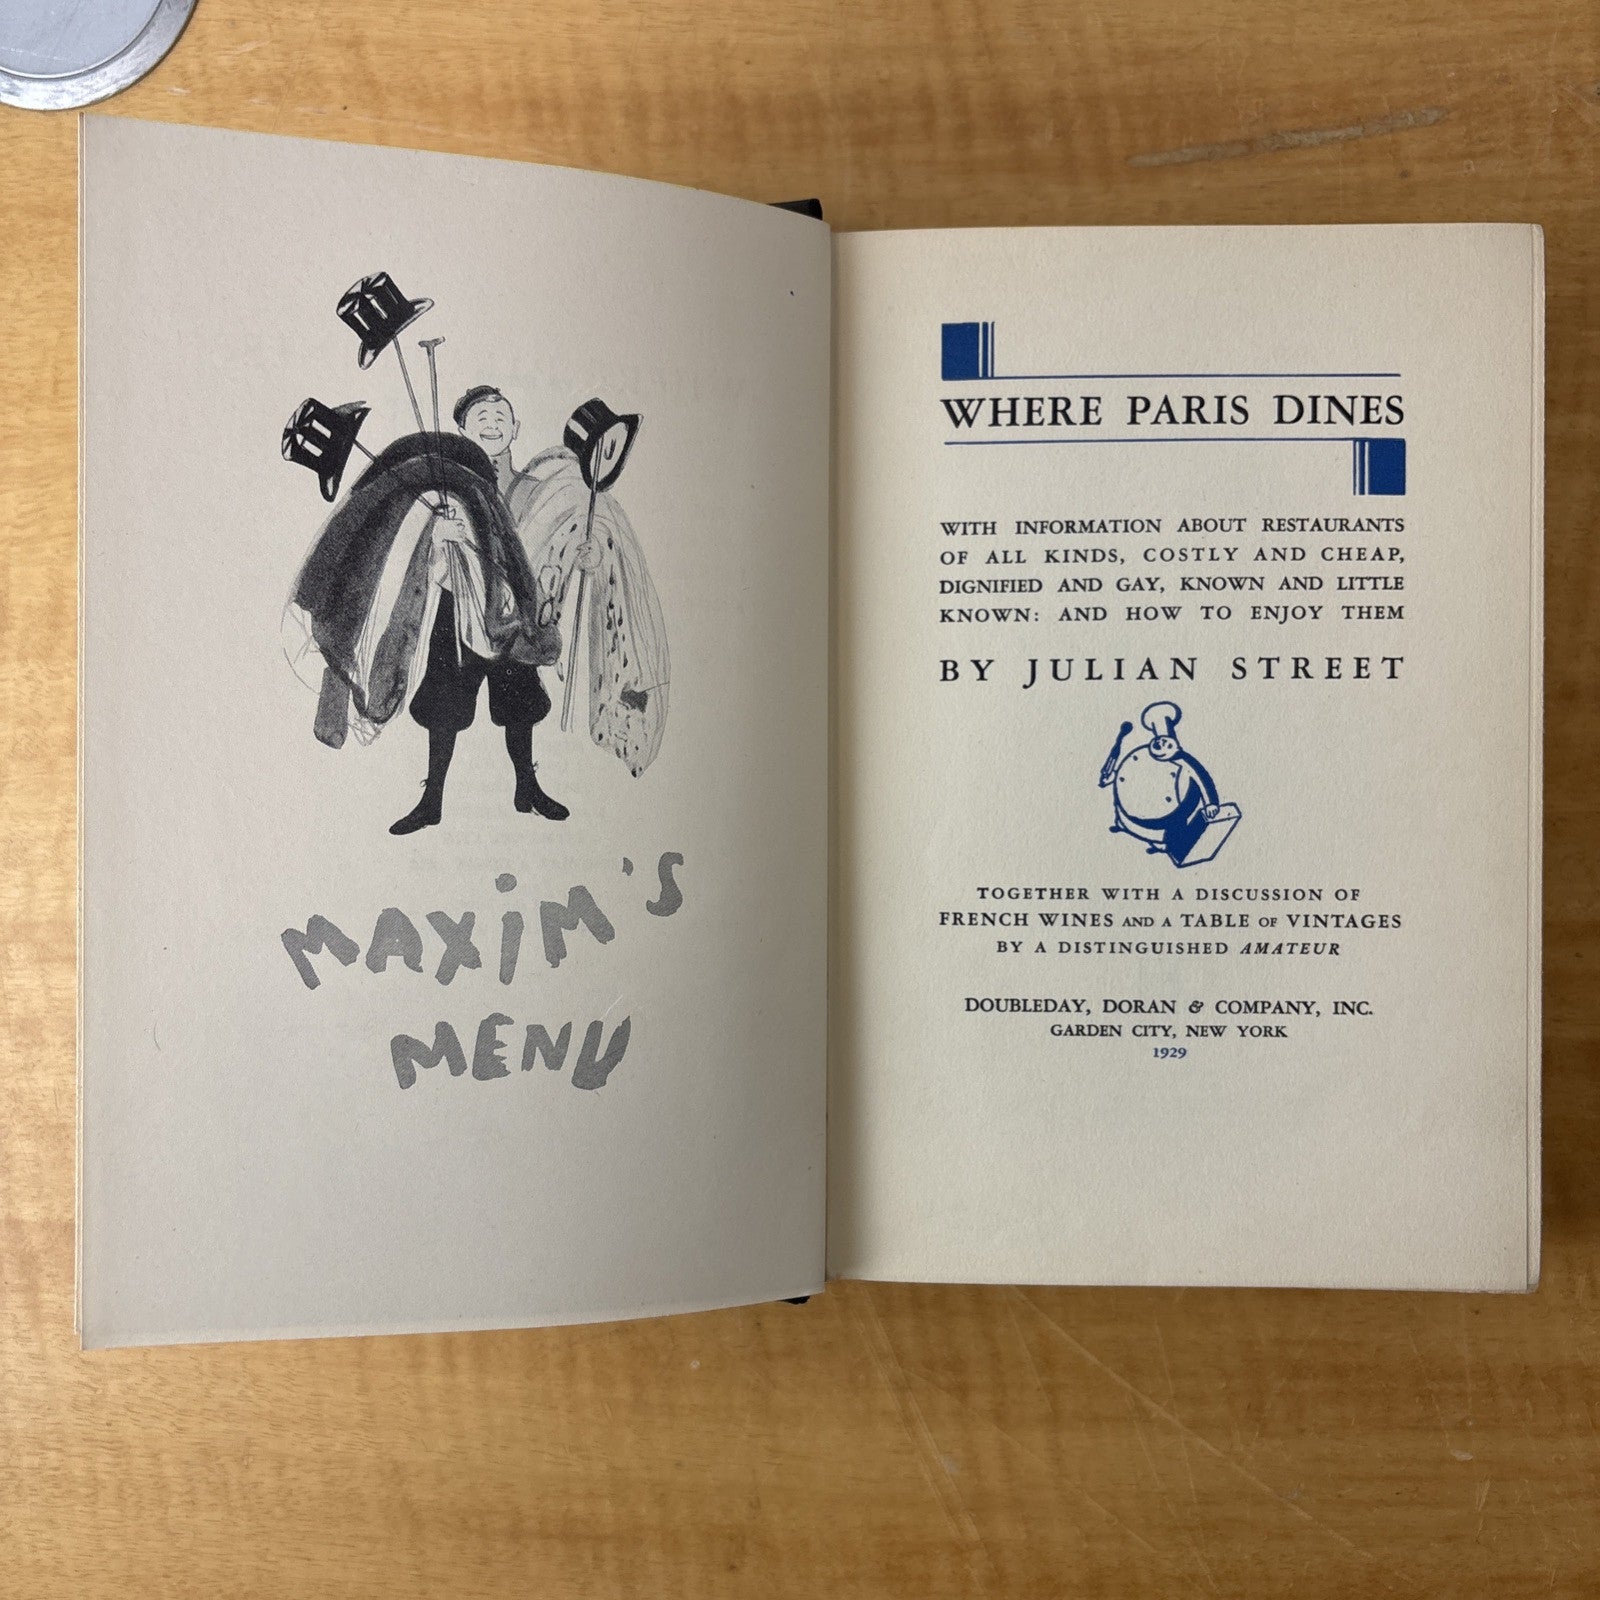 MAXiM'S
MENU
WHERE PARIS DINES
WITH INFORMATION ABOUT RESTAURANTS
OF ALL KINDS, COSTLY AND CHEAP,
DIGNIFIED AND GAY, KNOWN AND LITTLE
KNOWN: AND HOW TO ENJOY THEM
BY JULIAN STREET
TOGETHER WITH A DISCUSSION OF
FRENCH WINES AND A TABLE OF VINTAGES
BY A DISTINGUISHED AMATEUR
DOUBLEDAY, DORAN & COMPANY, INC.
GARDEN CITY, NEW YORK
1929